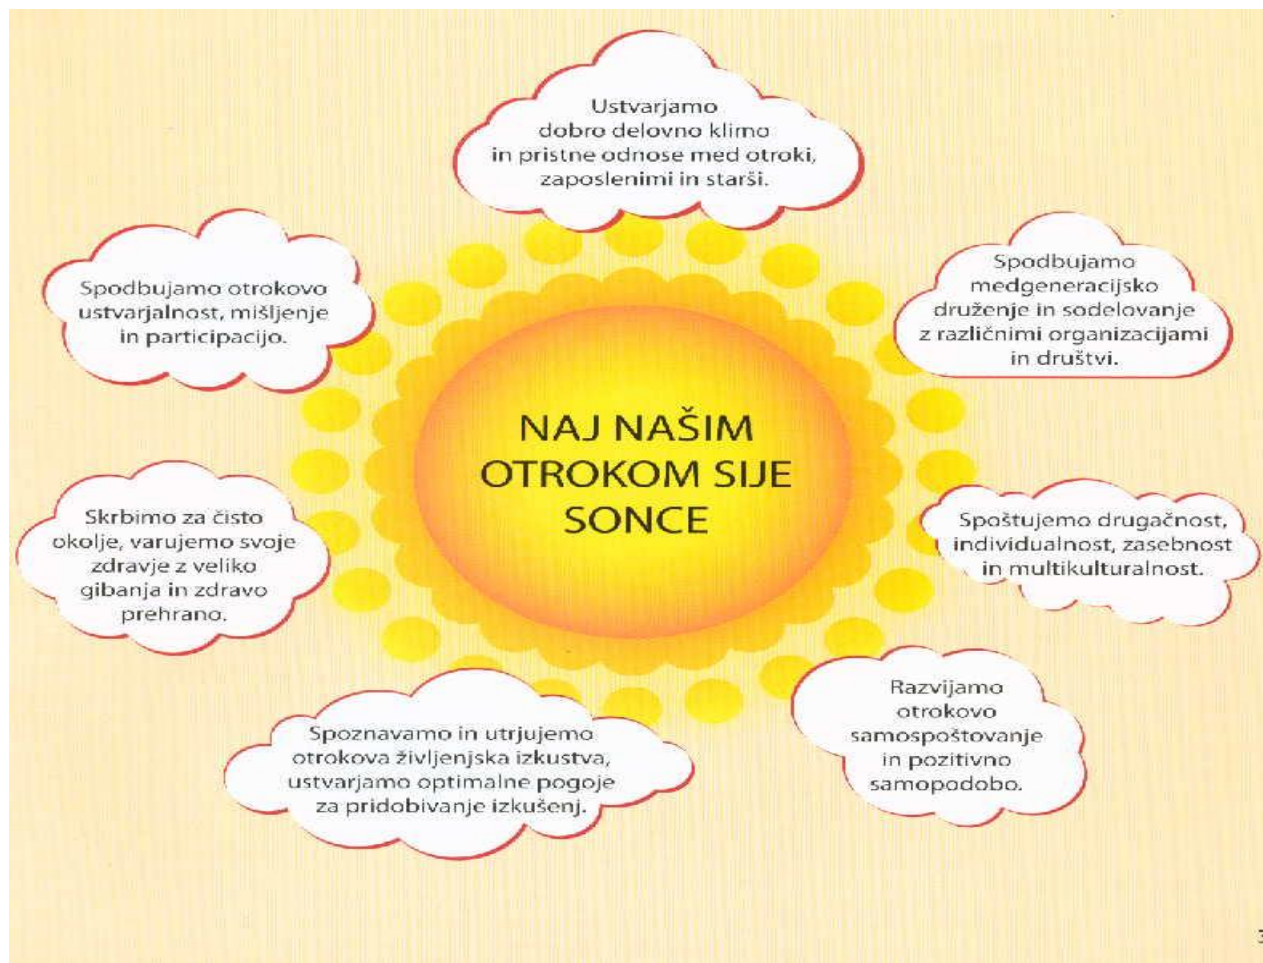 Ustvarjamo
dobro delovno klimo
in pristne odnose med otroki,
zaposlenimi in starši.
Spodbujamo
medgeneracijsko
druženje in sodelovanje
z različnimi organizacijami
in društvi.
Spodbujamo otrokovo
ustvarjalnost, mišljenje
in participacijo.
NAJ NAŠIM
OTROKOM SIJE
SONCE
Skrbimo za čisto
okolje, varujemo svoje
zdravje z veliko
gibanja in zdravo
prehrano.
Spoštujemo drugačnost,
individualnost, zasebnost
in multikulturalnost.
Razvijamo
otrokovo
samospoštovanje
in pozitivno
samopodobo.
Spoznavamo in utrjujemo
otrokova življenjska izkustva,
ustvarjamo optimalne pogoje
za pridobivanje izkušenj.
3